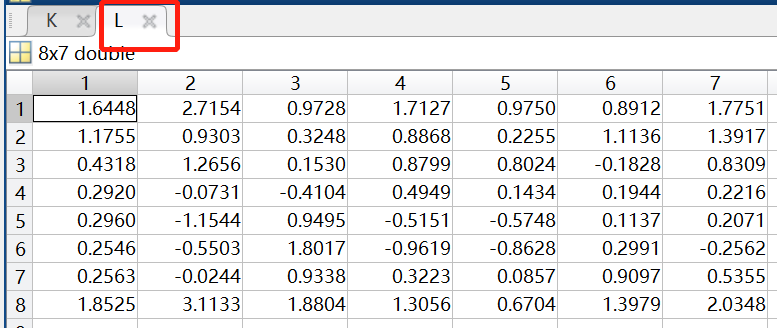 K L
8x7 double
1 2 3 4 5 6 7
1 1.6448 2.7154 0.9728 1.7127 0.9750 0.8912 1.7751
2 1.1755 0.9303 0.3248 0.8868 0.2255 1.1136 1.3917
3 0.4318 1.2656 0.1530 0.8799 0.8024 -0.1828 0.8309
4 0.2920 -0.0731 -0.4104 0.4949 0.1434 0.1944 0.2216
5 0.2960 -1.1544 0.9495 -0.5151 -0.5748 0.1137 0.2071
6 0.2546 -0.5503 1.8017 -0.9619 -0.8628 0.2991 -0.2562
7 0.2563 -0.0244 0.9338 0.3223 0.0857 0.9097 0.5355
8 1.8525 3.1133 1.8804 1.3056 0.6704 1.3979 2.0348